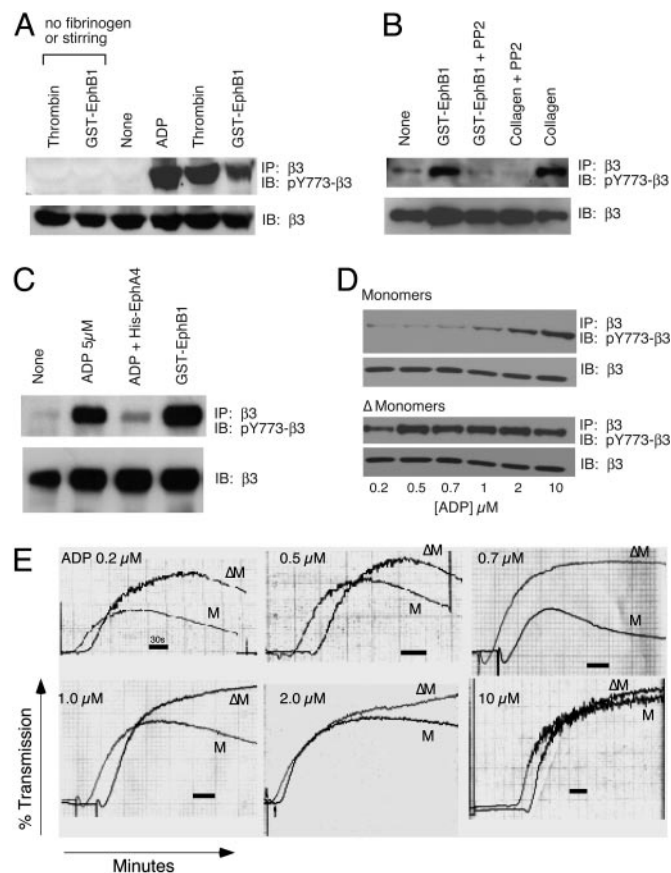 A
no fibrinogen
or stirring
Thrombin
GST-EphB1
None
ADP
Thrombin
GST-EphB1
IP: β3
IB: pY773-β3
IB: β3
B
None
GST-EphB1
GST-EphB1 + PP2
Collagen + PP2
Collagen
IP: β3
IB: pY773-β3
IB: β3
C
None
ADP 5µM
ADP + His-EphA4
GST-EphB1
IP: β3
IB: pY773-β3
IB: β3
D
Monomers
IP: β3
IB: pY773-β3
IB: β3
Δ Monomers
IP: β3
IB: pY773-β3
IB: β3
0.2 0.5 0.7 1 2 10
[ADP] µM
E
ADP 0.2 µM
ΔM
M
30s
0.5 µM
ΔM
M
0.7 µM
ΔM
M
1.0 µM
ΔM
M
2.0 µM
ΔM
M
10 µM
ΔM
M
% Transmission
Minutes